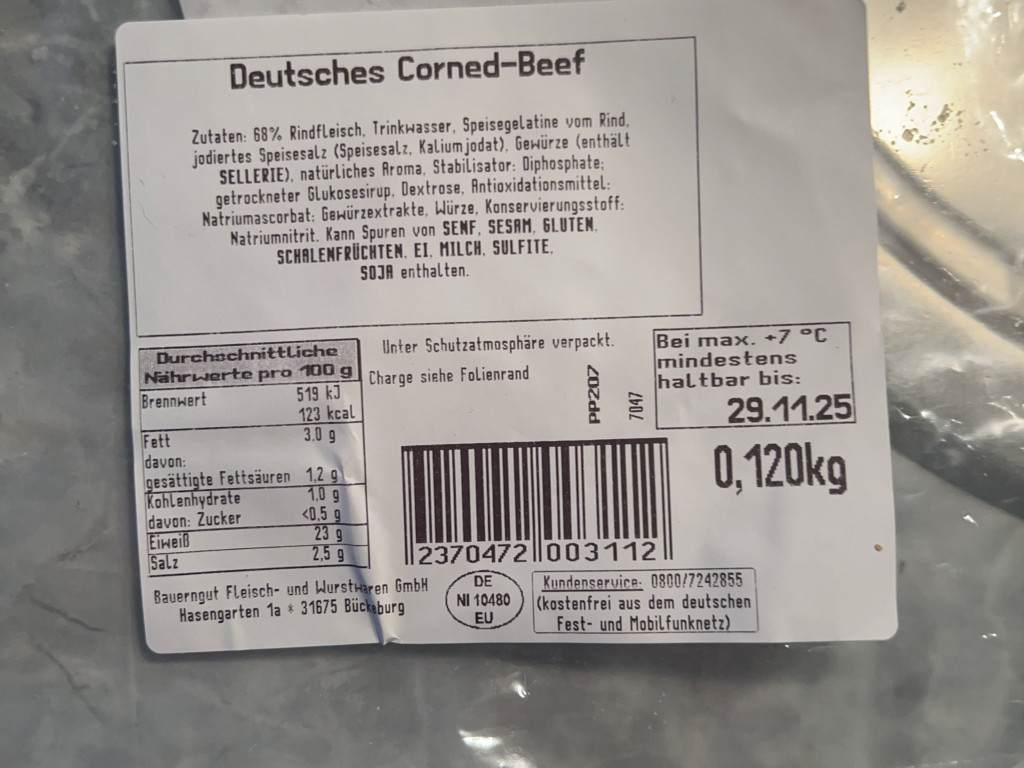 Deutsches Corned-Beef
Zutaten: 68% Rindfleisch, Trinkwasser, Speisegelatine vom Rind,
jodiertes Speisesalz (Speisesalz, Kaliumjodat), Gewürze (enthält
SELLERIE), natürliches Aroma, Stabilisator: Diphosphate;
getrockneter Glukosesirup, Dextrose, Antioxidationsmittel:
Natriumascorbat; Gewürzextrakte, Würze, Konservierungsstoff:
Natriumnitrit. Kann Spuren von SENF, SESAM, GLUTEN,
SCHALENFRÜCHTEN, EI, MILCH, SULFITE,
SOJA enthalten.
Durchschnittliche
Nährwerte pro 100 g
Brennwert 519 kJ
123 kcal
Fett 3,0 g
davon:
gesättigte Fettsäuren 1,2 g
Kohlenhydrate 1,0 g
davon: Zucker <0,5 g
Eiweiß 23 g
Salz 2,5 g
Unter Schutzatmosphäre verpackt.
Charge siehe Folienrand
PP207
7047
Bei max. +7 °C
mindestens
haltbar bis:
29.11.25
0,120kg
2370472 003112
Bauerngut Fleisch- und Wurstwaren GmbH
Hasengarten 1a * 31675 Bückeburg
DE
NI 10480
EU
Kundenservice: 0800/7242855
(kostenfrei aus dem deutschen
Fest- und Mobilfunknetz)